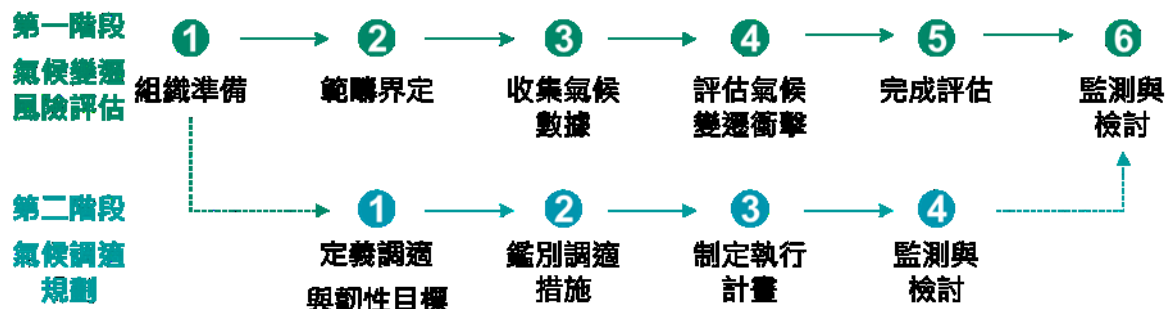 第一階段
氣候變遷
風險評估
1
組織準備
2
範疇界定
3
收集氣候
數據
4
評估氣候
變遷衝擊
5
完成評估
6
監測與
檢討
第二階段
氣候調適
規劃
1
定義調適
與韌性目標
2
鑑別調適
措施
3
制定執行
計畫
4
監測與
檢討